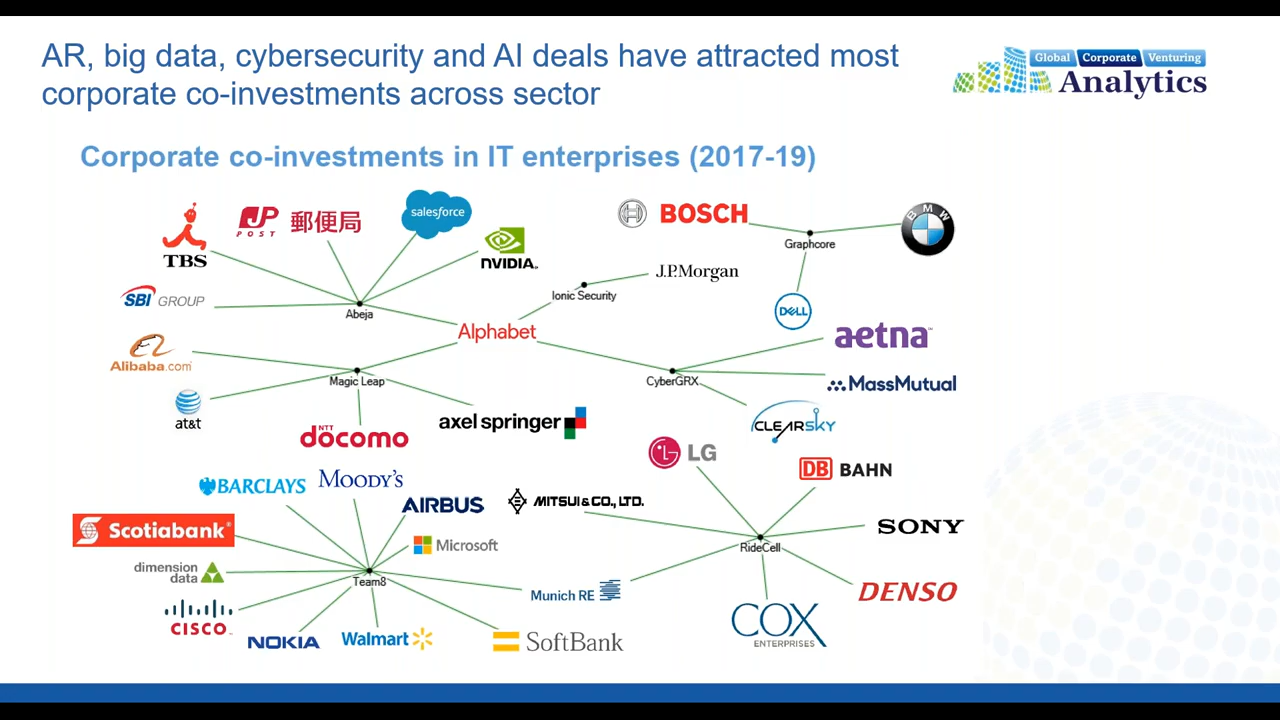 AR, big data, cybersecurity and AI deals have attracted most
corporate co-investments across sector
Global Corporate Venturing
Analytics
Corporate co-investments in IT enterprises (2017-19)
TBS
JP
POST
郵便局
salesforce
NVIDIA.
BOSCH
BMW
Graphcore
J.P.Morgan
Ionic Security
SBI GROUP
Abeja
DELL
Alphabet
aetna
Alibaba.com
Magic Leap
CyberGRX
MassMutual
at&t
NTT
docomo
axel springer
CLEARSKY
LG
DB BAHN
BARCLAYS
MOODY'S
AIRBUS
MITSUI & CO., LTD.
Scotiabank
SONY
Microsoft
RideCell
dimension
data
Team8
Munich RE
DENSO
CISCO
NOKIA
Walmart
SoftBank
COX
ENTERPRISES